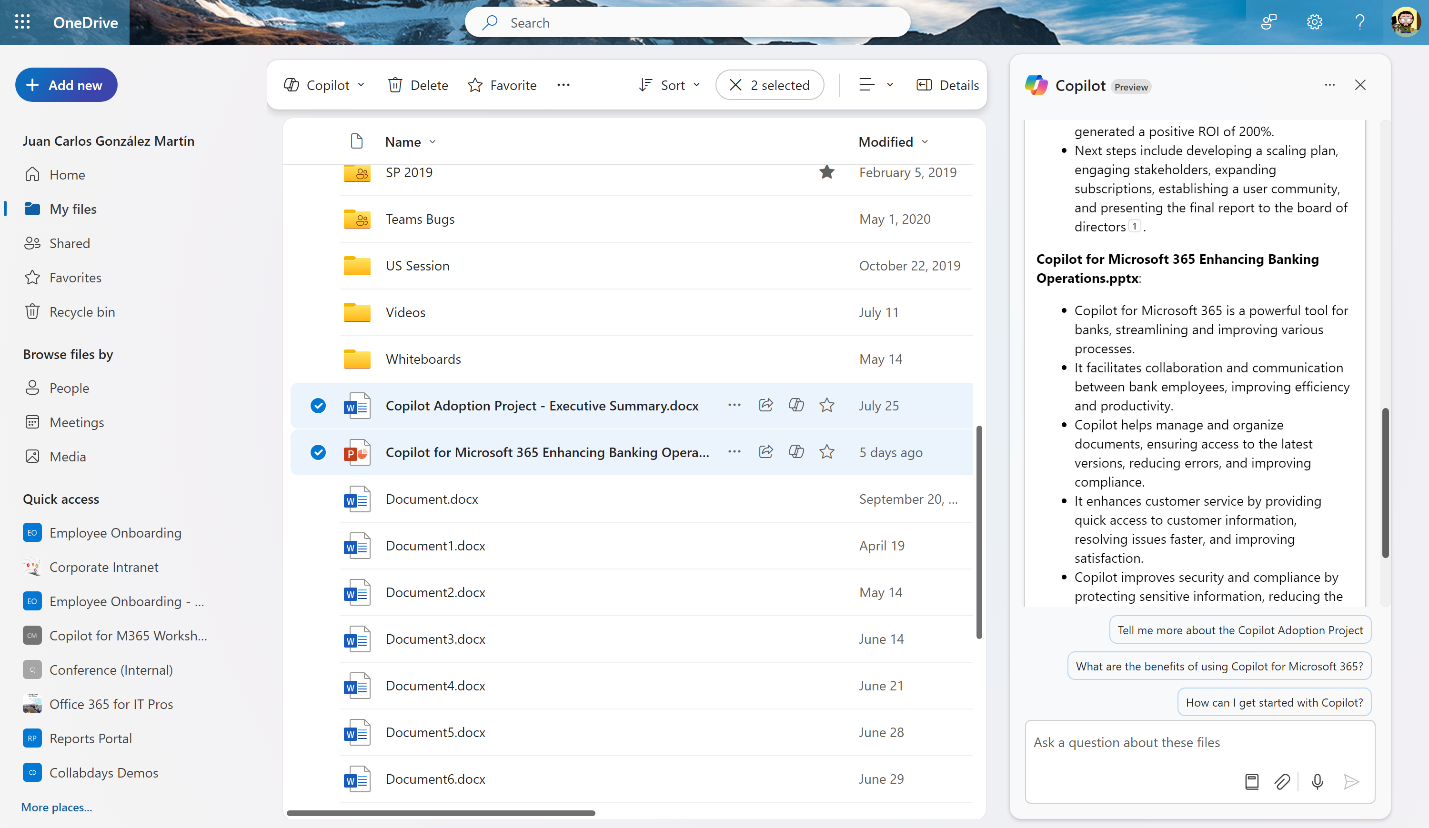 OneDrive
Search
Add new
Juan Carlos González Martín
Home
My files
Shared
Favorites
Recycle bin
Browse files by
People
Meetings
Media
Quick access
EO Employee Onboarding
Corporate Intranet
EO Employee Onboarding - ...
CM Copilot for M365 Worksh...
Conference (Internal)
Office 365 for IT Pros
RP Reports Portal
CD Collabdays Demos
More places...
Copilot Delete Favorite ... Sort 2 selected Details
Name Modified
SP 2019 February 5, 2019
Teams Bugs May 1, 2020
US Session October 22, 2019
Videos July 11
Whiteboards May 14
Copilot Adoption Project - Executive Summary.docx July 25
Copilot for Microsoft 365 Enhancing Banking Opera... 5 days ago
Document.docx September 20, ...
Document1.docx April 19
Document2.docx May 14
Document3.docx June 14
Document4.docx June 21
Document5.docx June 28
Document6.docx June 29
Copilot Preview
generated a positive ROI of 200%.
• Next steps include developing a scaling plan,
engaging stakeholders, expanding
subscriptions, establishing a user community,
and presenting the final report to the board of
directors 1 .
Copilot for Microsoft 365 Enhancing Banking
Operations.pptx:
• Copilot for Microsoft 365 is a powerful tool for
banks, streamlining and improving various
processes.
• It facilitates collaboration and communication
between bank employees, improving efficiency
and productivity.
• Copilot helps manage and organize
documents, ensuring access to the latest
versions, reducing errors, and improving
compliance.
• It enhances customer service by providing
quick access to customer information,
resolving issues faster, and improving
satisfaction.
• Copilot improves security and compliance by
protecting sensitive information, reducing the
Tell me more about the Copilot Adoption Project
What are the benefits of using Copilot for Microsoft 365?
How can I get started with Copilot?
Ask a question about these files